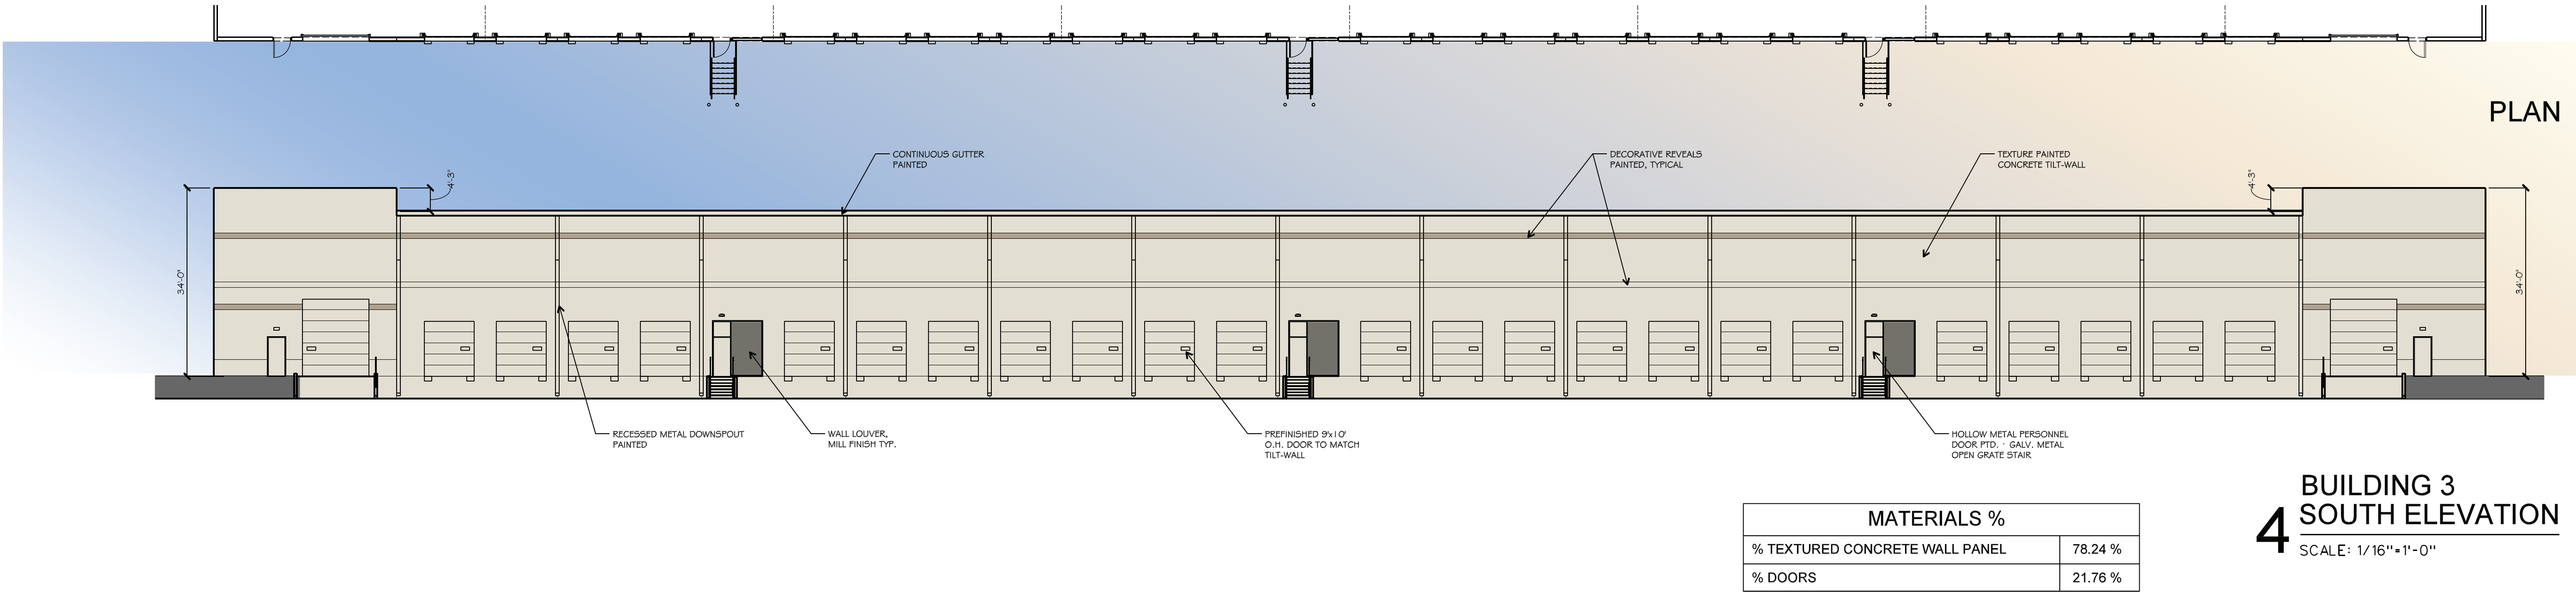 PLAN
CONTINUOUS GUTTER
PAINTED
DECORATIVE REVEALS
PAINTED, TYPICAL
TEXTURE PAINTED
CONCRETE TILT-WALL
4'-3"
4'-3"
34'-0"
34'-0"
RECESSED METAL DOWNSPOUT
PAINTED
WALL LOUVER,
MILL FINISH TYP.
PREFINISHED 9'x10'
O.H. DOOR TO MATCH
TILT-WALL
HOLLOW METAL PERSONNEL
DOOR PTD. · GALV. METAL
OPEN GRATE STAIR
MATERIALS %
% TEXTURED CONCRETE WALL PANEL 78.24 %
% DOORS 21.76 %
4
BUILDING 3
SOUTH ELEVATION
SCALE: 1/16"=1'-0"